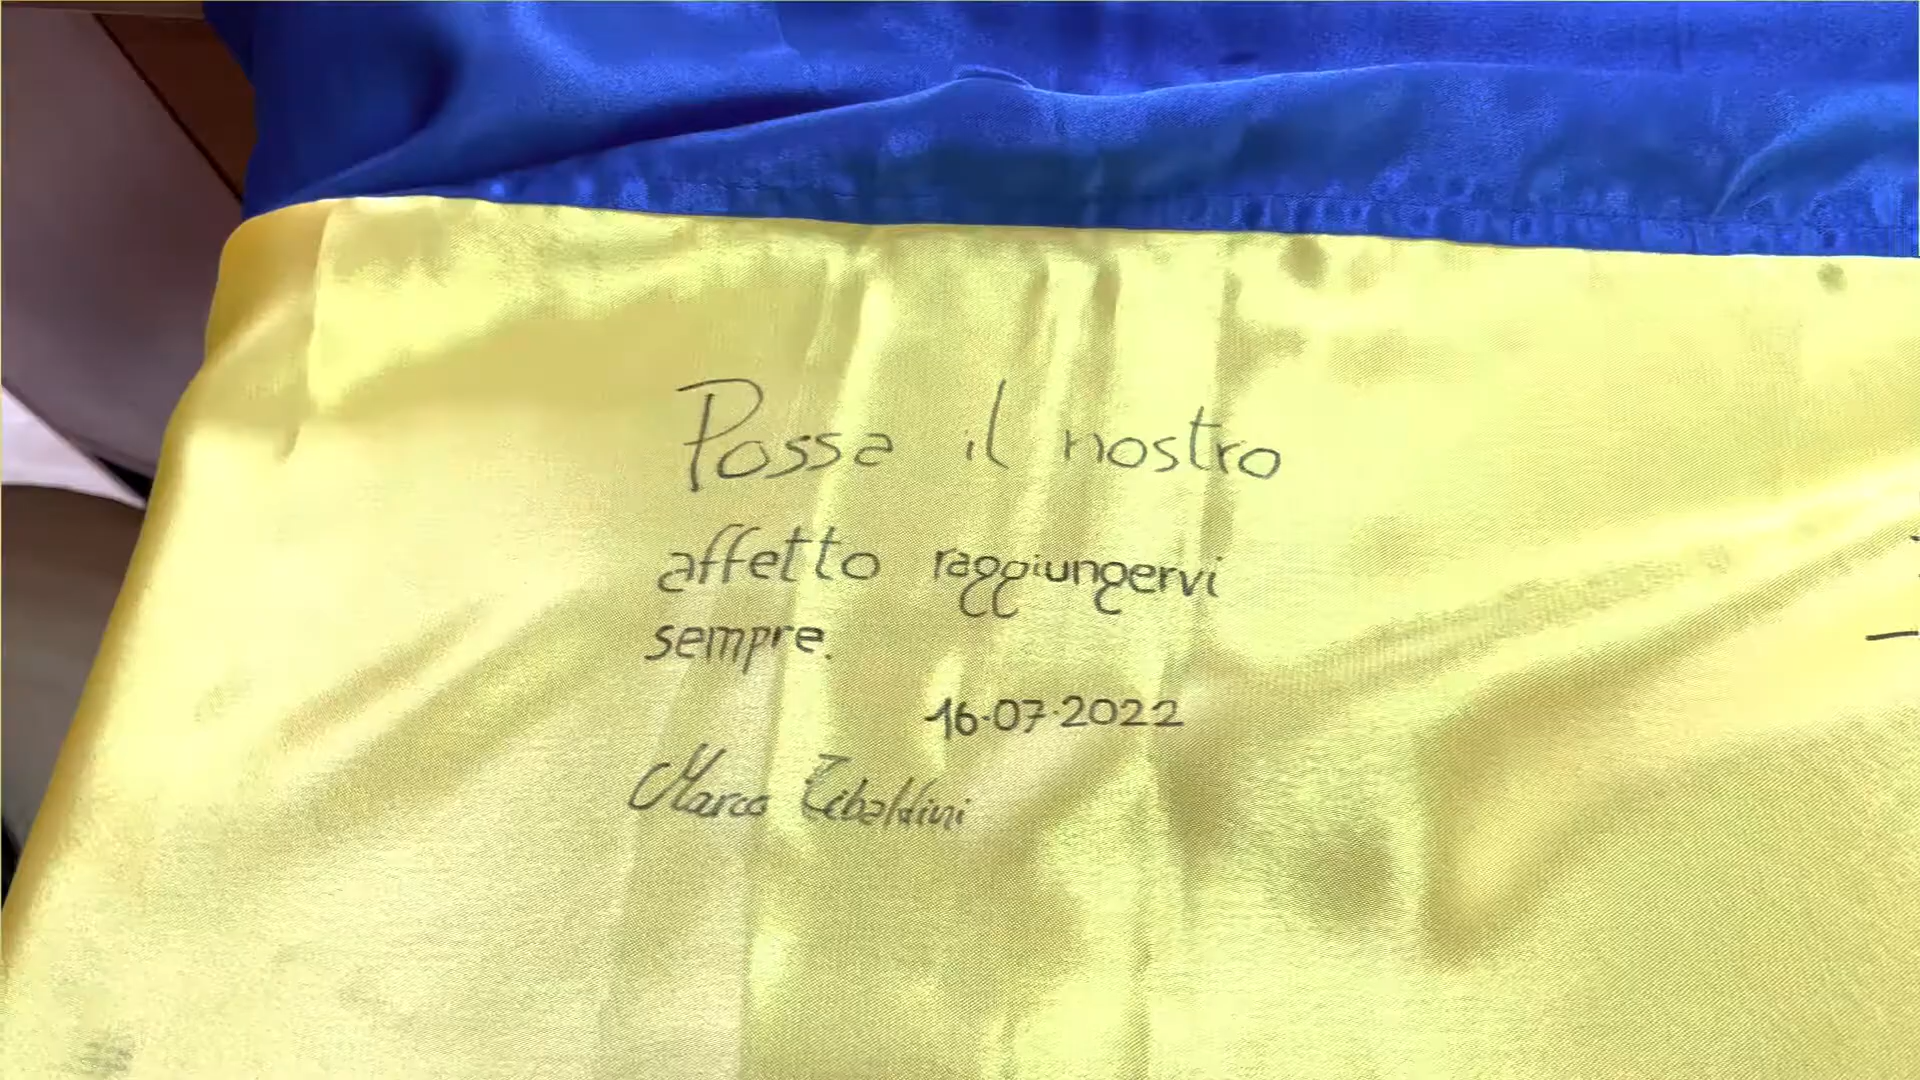 Possa il nostro
affetto raggiungervi
sempre.
16·07·2022
Marco Tibaldini